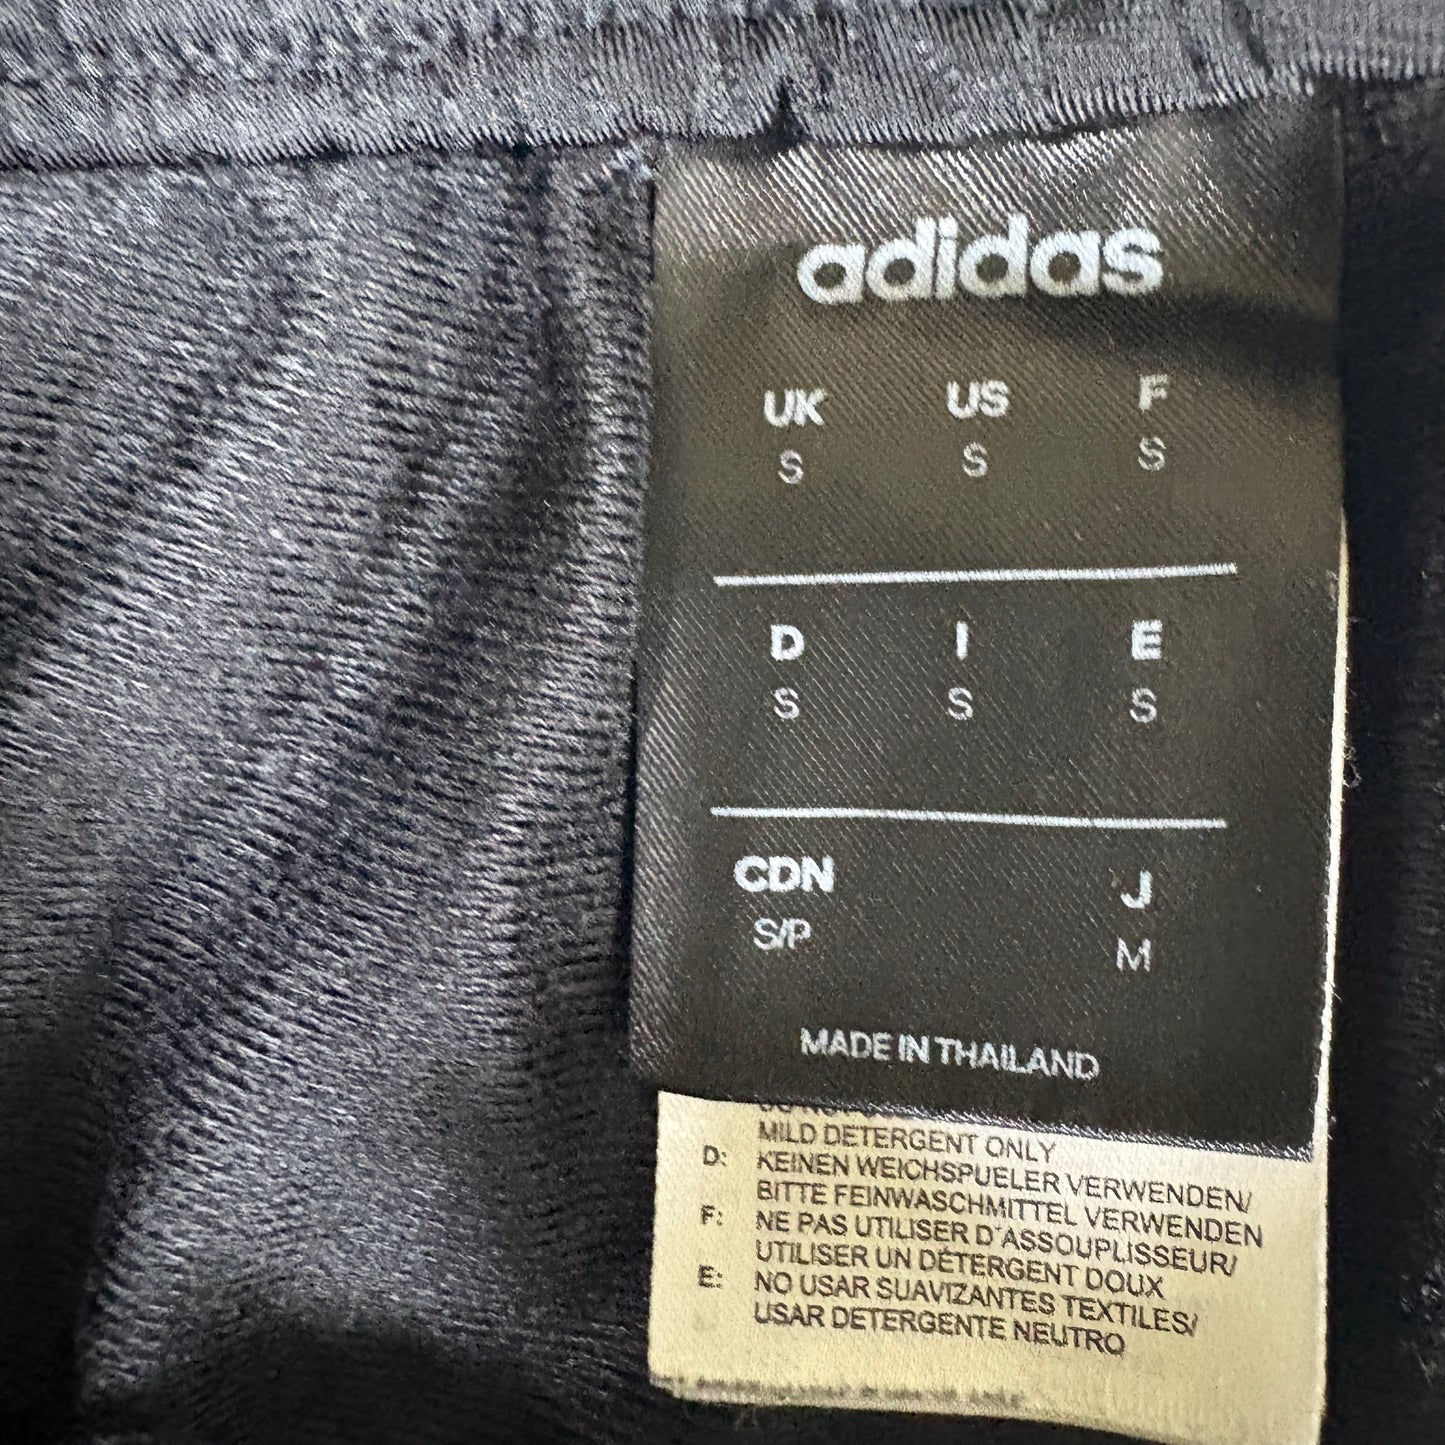 adidas
UK US F
S S S
D I E
S S S
CDN J
S/P M
MADE IN THAILAND
MILD DETERGENT ONLY
D: KEINEN WEICHSPUELER VERWENDEN/
BITTE FEINWASCHMITTEL VERWENDEN
F: NE PAS UTILISER D'ASSOUPLISSEUR/
UTILISER UN DÉTERGENT DOUX
E: NO USAR SUAVIZANTES TEXTILES/
USAR DETERGENTE NEUTRO